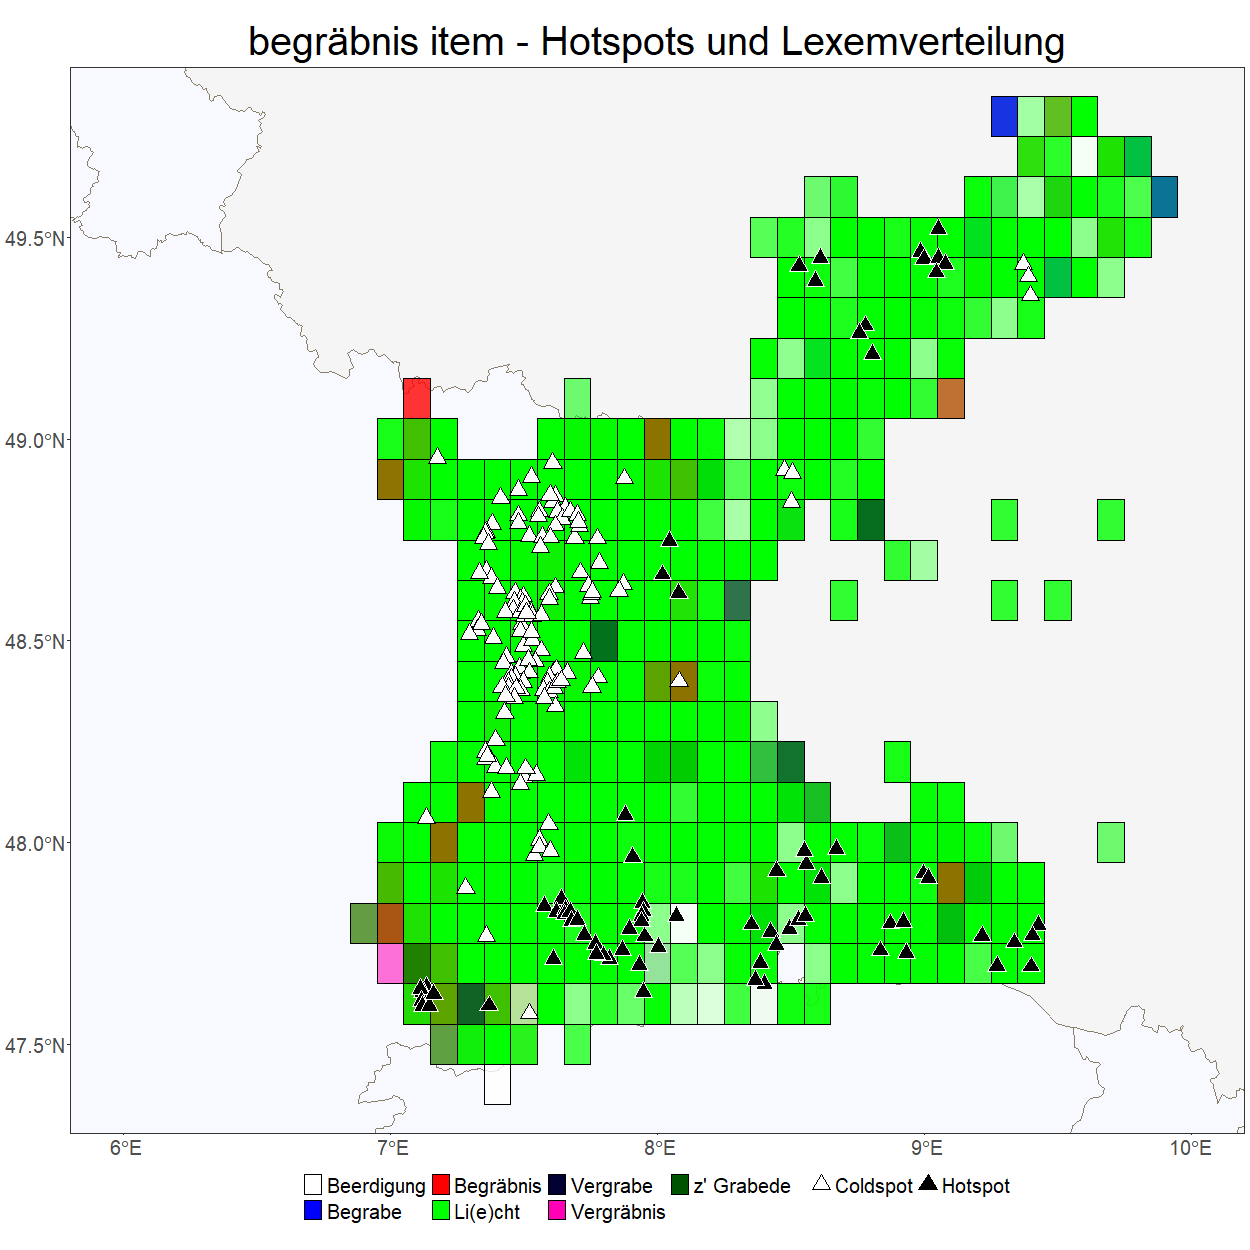 begräbnis item - Hotspots und Lexemverteilung
49.5°N
49.0°N
48.5°N
48.0°N
47.5°N
6°E 7°E 8°E 9°E 10°E
Beerdigung Begräbnis Vergrabe z' Grabede Coldspot Hotspot
Begrabe Li(e)cht Vergräbnis